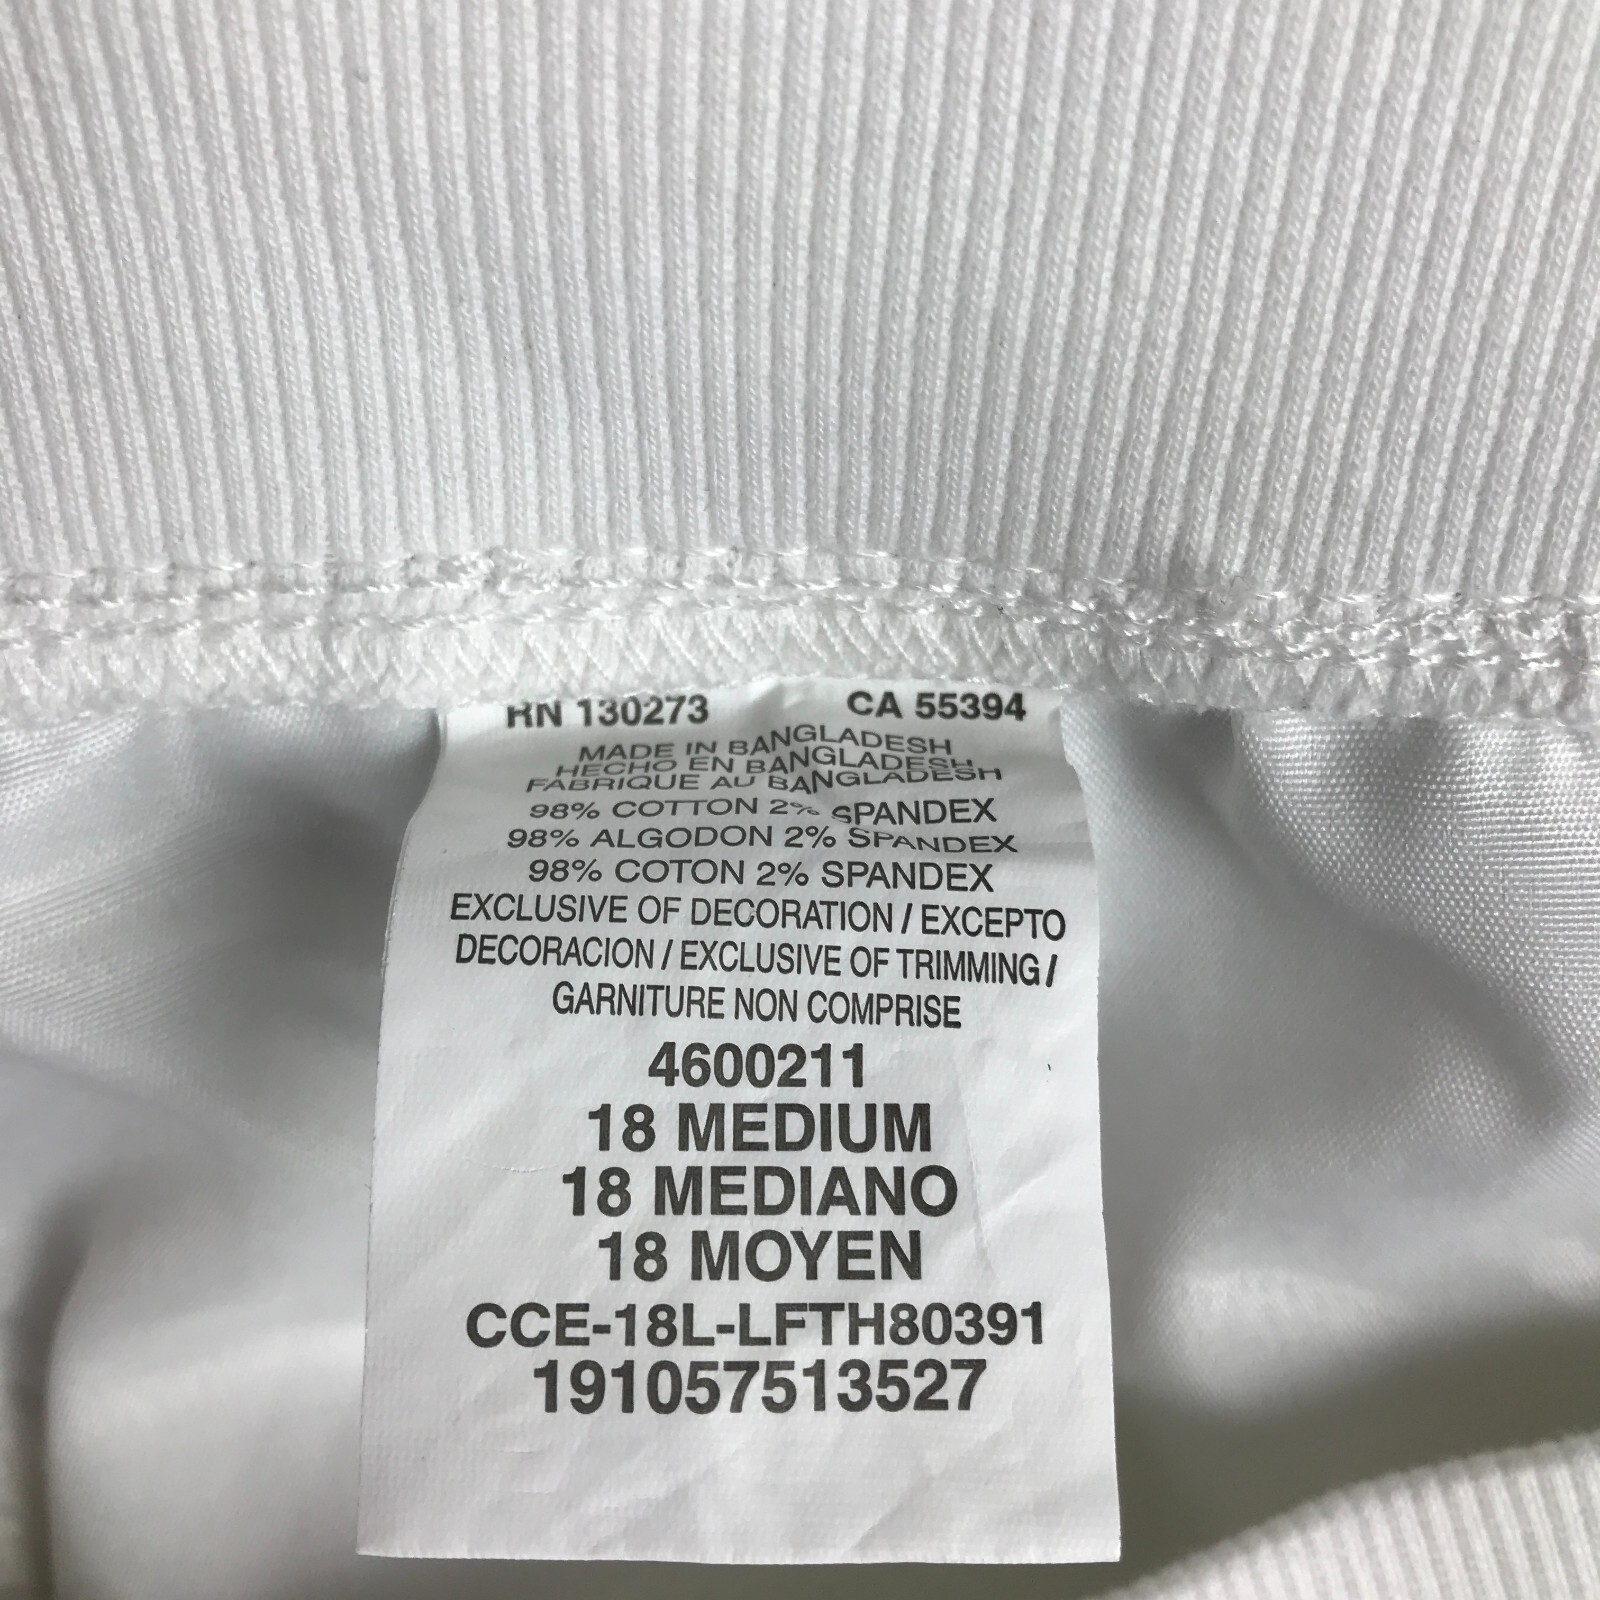 RN 130273 CA 55394
MADE IN BANGLADESH
HECHO EN BANGLADESH
FABRIQUE AU BANGLADESH
98% COTTON 2% SPANDEX
98% ALGODON 2% SPANDEX
98% COTON 2% SPANDEX
EXCLUSIVE OF DECORATION / EXCEPTO
DECORACION / EXCLUSIVE OF TRIMMING /
GARNITURE NON COMPRISE
4600211
18 MEDIUM
18 MEDIANO
18 MOYEN
CCE-18L-LFTH80391
191057513527